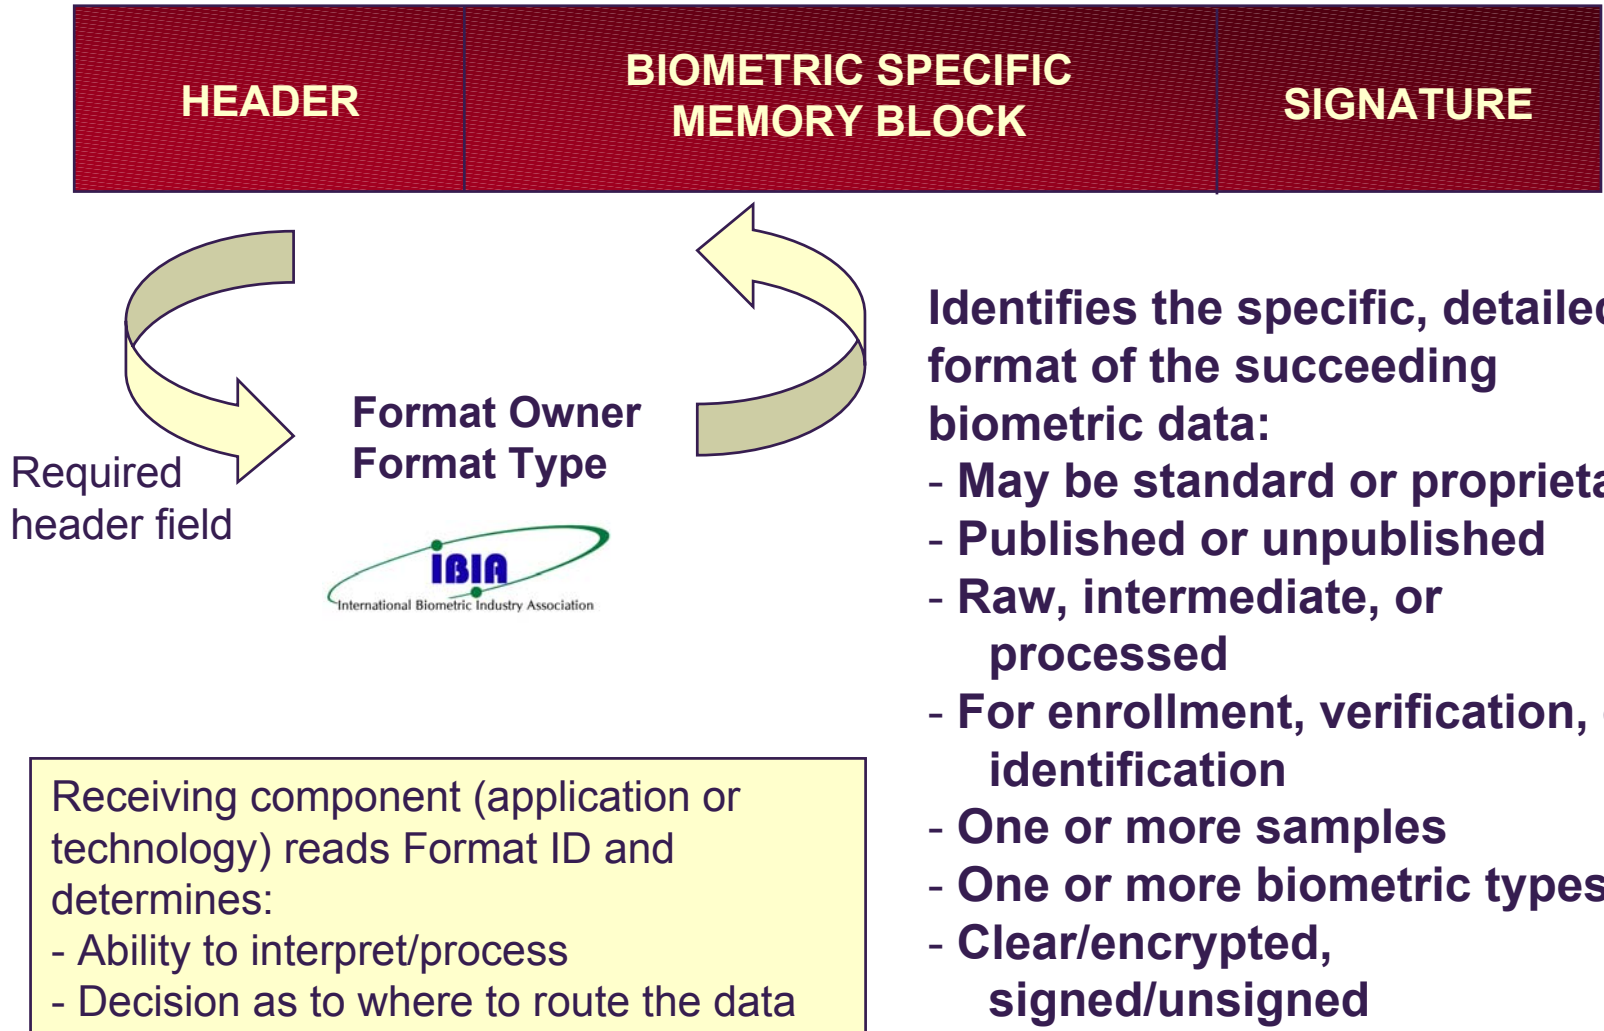 HEADER
BIOMETRIC SPECIFIC
MEMORY BLOCK
SIGNATURE
Format Owner
Format Type
Required
header field
IBIA
International Biometric Industry Association
Identifies the specific, detailed
format of the succeeding
biometric data:
- May be standard or proprieta
- Published or unpublished
- Raw, intermediate, or
processed
- For enrollment, verification,
identification
- One or more samples
- One or more biometric types
- Clear/encrypted,
signed/unsigned
Receiving component (application or
technology) reads Format ID and
determines:
- Ability to interpret/process
- Decision as to where to route the data